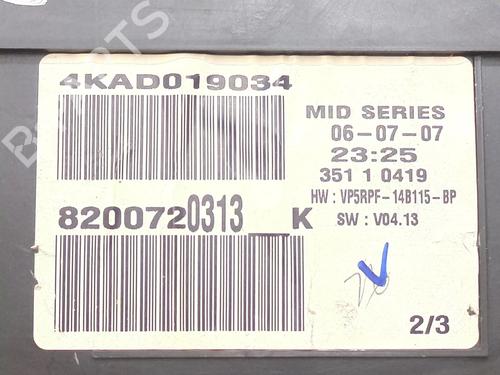 4KAD019034
MID SERIES
06-07-07
23:25
351 1 0419
HW : VP5RPF-14B115-BP
SW : V04.13
8200720313__K
2/3